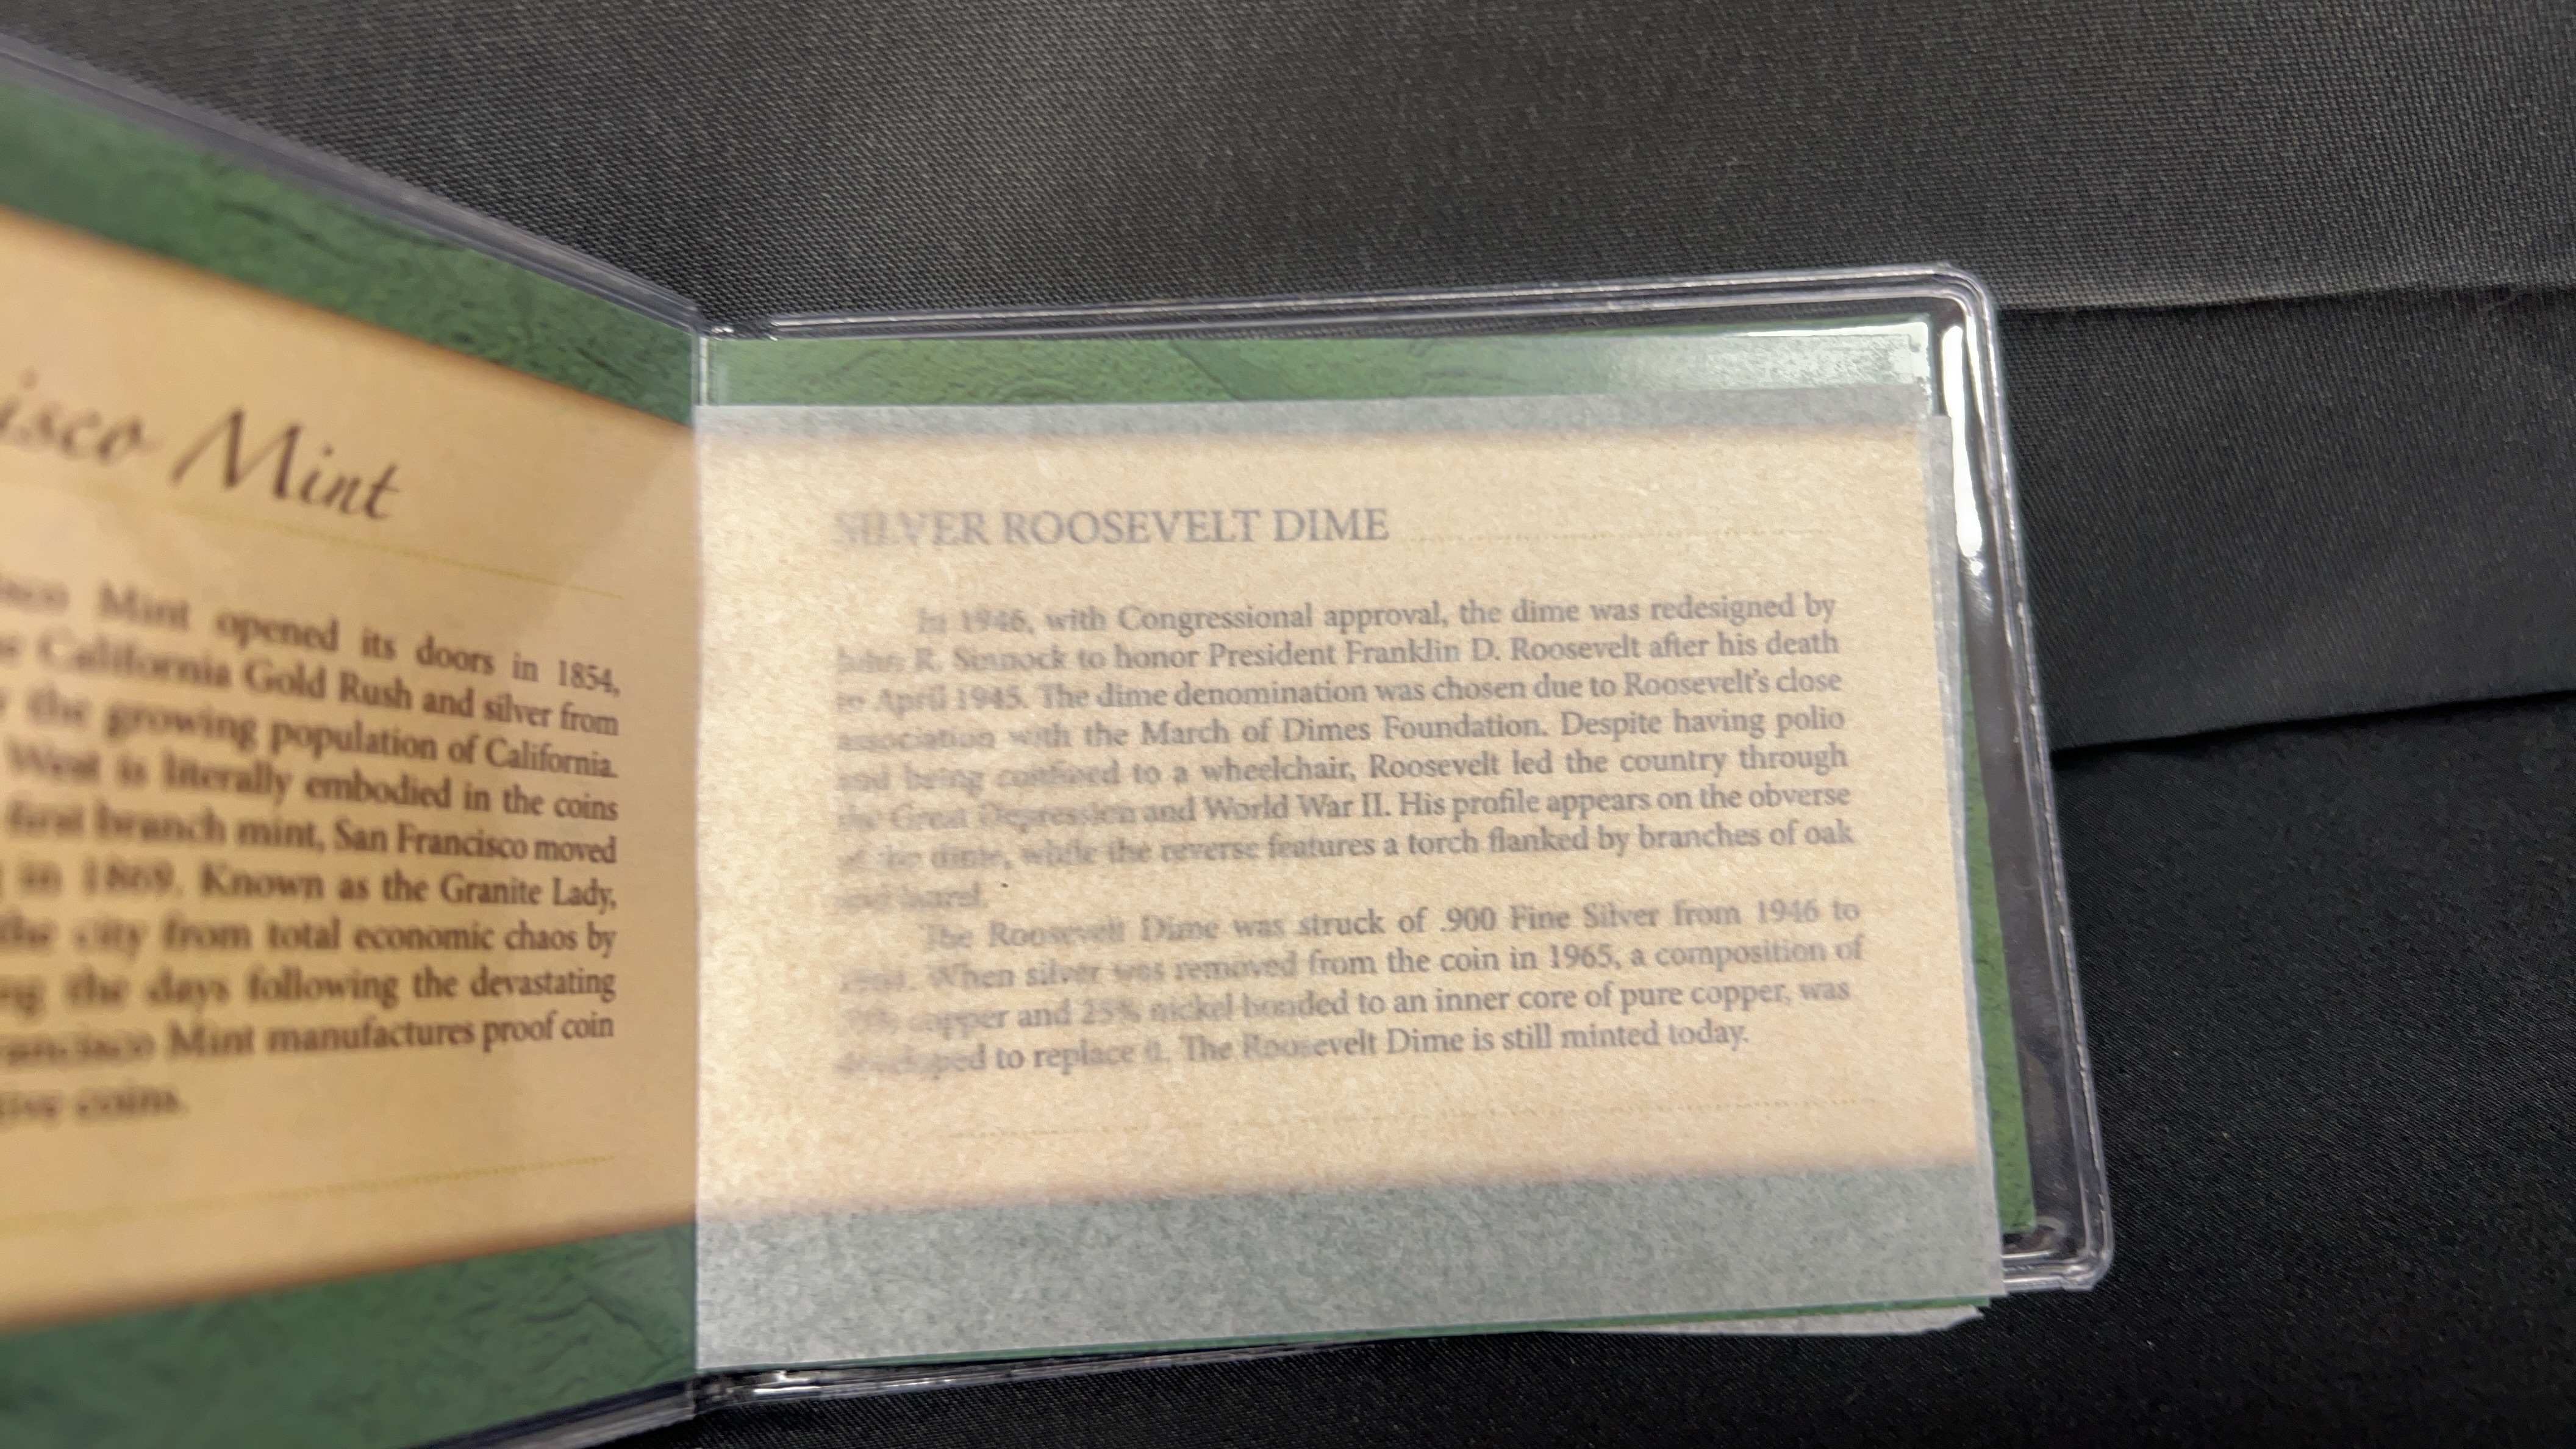 isco Mint
Mint opened its doors in 1854,
California Gold Rush and silver from
the growing population of California.
West is literally embodied in the coins
first branch mint, San Francisco moved
in 1869. Known as the Granite Lady,
the city from total economic chaos by
the days following the devastating
Francisco Mint manufactures proof coin
coins.
SILVER ROOSEVELT DIME
In 1946, with Congressional approval, the dime was redesigned by
John R. Sinnock to honor President Franklin D. Roosevelt after his death
in April 1945. The dime denomination was chosen due to Roosevelt's close
association with the March of Dimes Foundation. Despite having polio
and being confined to a wheelchair, Roosevelt led the country through
the Great Depression and World War II. His profile appears on the obverse
of the dime, while the reverse features a torch flanked by branches of oak
and laurel.
The Roosevelt Dime was struck of .900 Fine Silver from 1946 to
When silver was removed from the coin in 1965, a composition of
copper and 25% nickel bonded to an inner core of pure copper, was
developed to replace it. The Roosevelt Dime is still minted today.